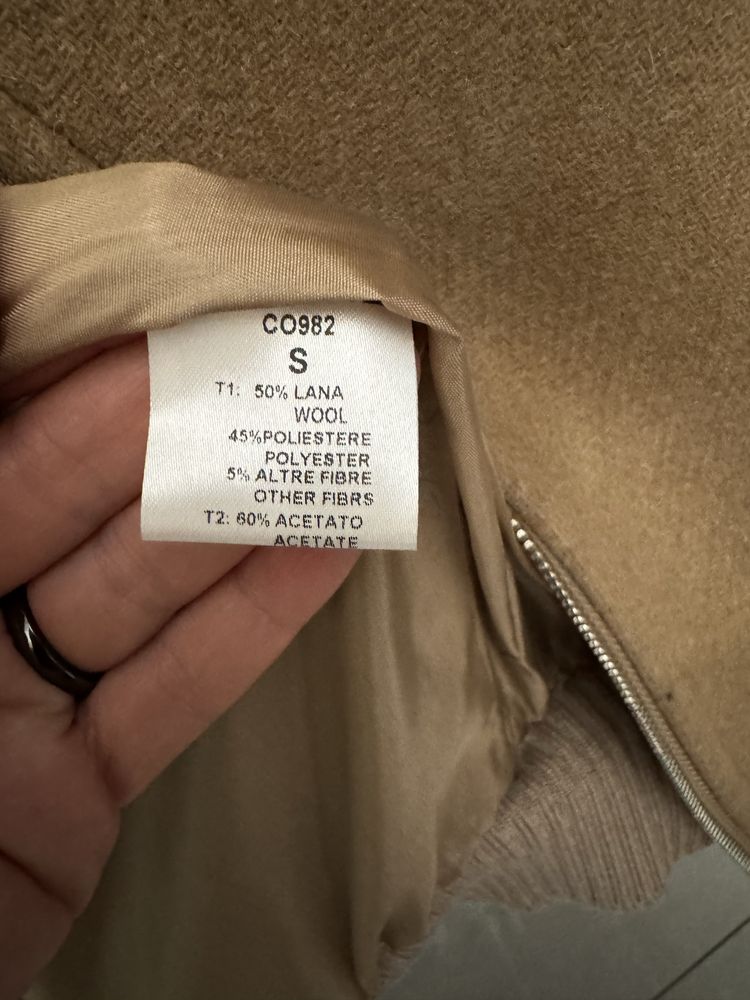 CO982
S
T1: 50% LANA
WOOL
45%POLIESTERE
POLYESTER
5% ALTRE FIBRE
OTHER FIBRS
T2: 60% ACETATO
ACETATE